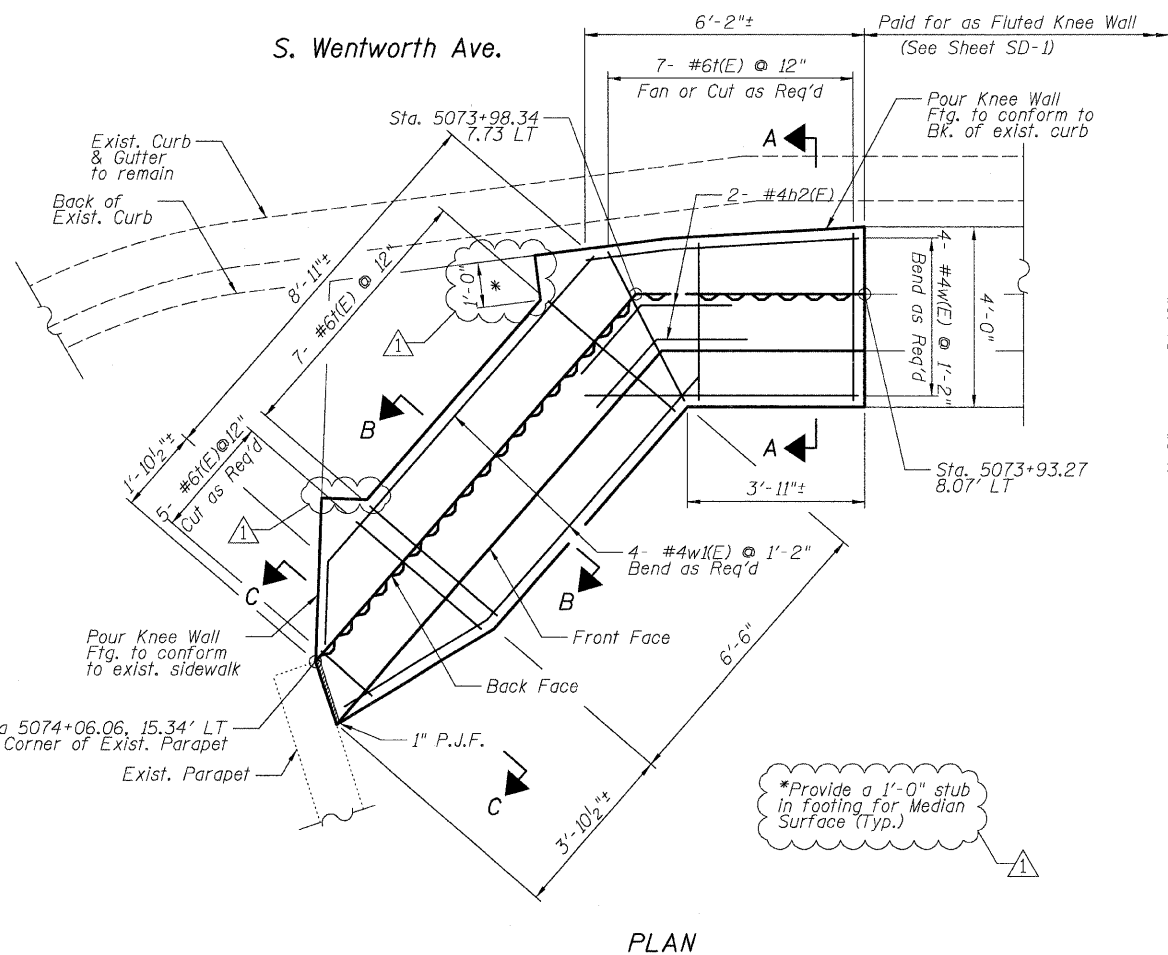 S. Wentworth Ave.
6'-2"±
Paid for as Fluted Knee Wall
(See Sheet SD-1)
7- #6t(E) @ 12"
Fan or Cut as Req'd
Pour Knee Wall
Ftg. to conform to
Bk. of exist. curb
Sta. 5073+98.34
7.73 LT
A
Exist. Curb
& Gutter
to remain
2- #4h2(E)
Back of
Exist. Curb
8'-11"±
7- #6t(E) @ 12"
1'-0"
*
1
4- #4w(E) @ 1'-2"
Bend as Req'd
4'-0"
B
A
Sta. 5073+93.27
8.07' LT
3'-11"±
1'-10½"±
5- #6t(E)@12"
Cut as Req'd
1
4- #4w1(E) @ 1'-2"
Bend as Req'd
C
B
Pour Knee Wall
Ftg. to conform
to exist. sidewalk
Front Face
6'-6"
Back Face
a 5074+06.06, 15.34' LT
Corner of Exist. Parapet
1" P.J.F.
Exist. Parapet
C
3'-10½"±
*Provide a 1'-0" stub
in footing for Median
Surface (Typ.)
1
PLAN